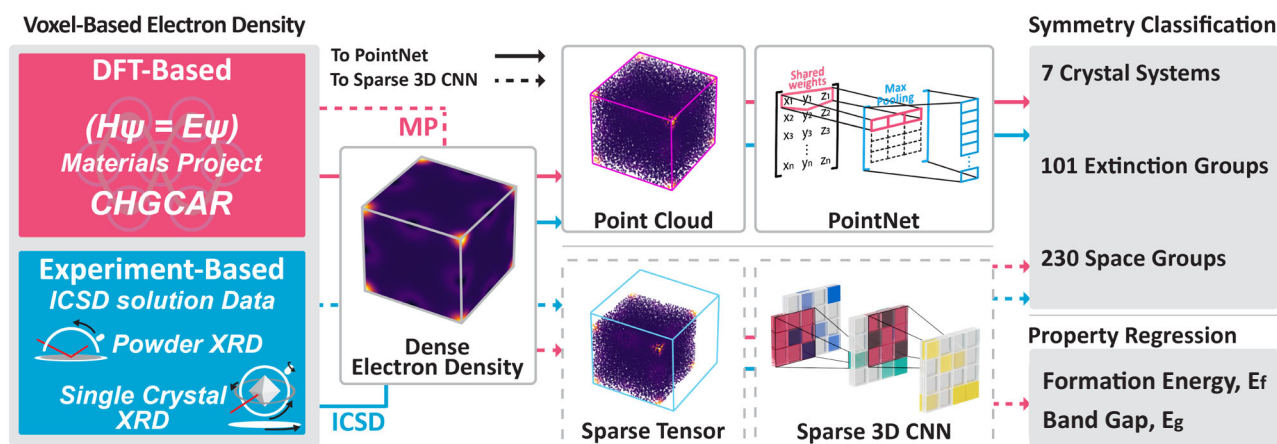 Voxel-Based Electron Density
DFT-Based
(Hψ = Eψ)
Materials Project
CHGCAR
Experiment-Based
ICSD solution Data
Powder XRD
Single Crystal
XRD
To PointNet
To Sparse 3D CNN
MP
Dense
Electron Density
ICSD
Point Cloud
Shared
weights
x1 y1 z1
x2 y2 z2
x3 y3 z3
⋮
xn yn zn
Max
Pooling
PointNet
Sparse Tensor
Sparse 3D CNN
Symmetry Classification
7 Crystal Systems
101 Extinction Groups
230 Space Groups
Property Regression
Formation Energy, Ef
Band Gap, Eg